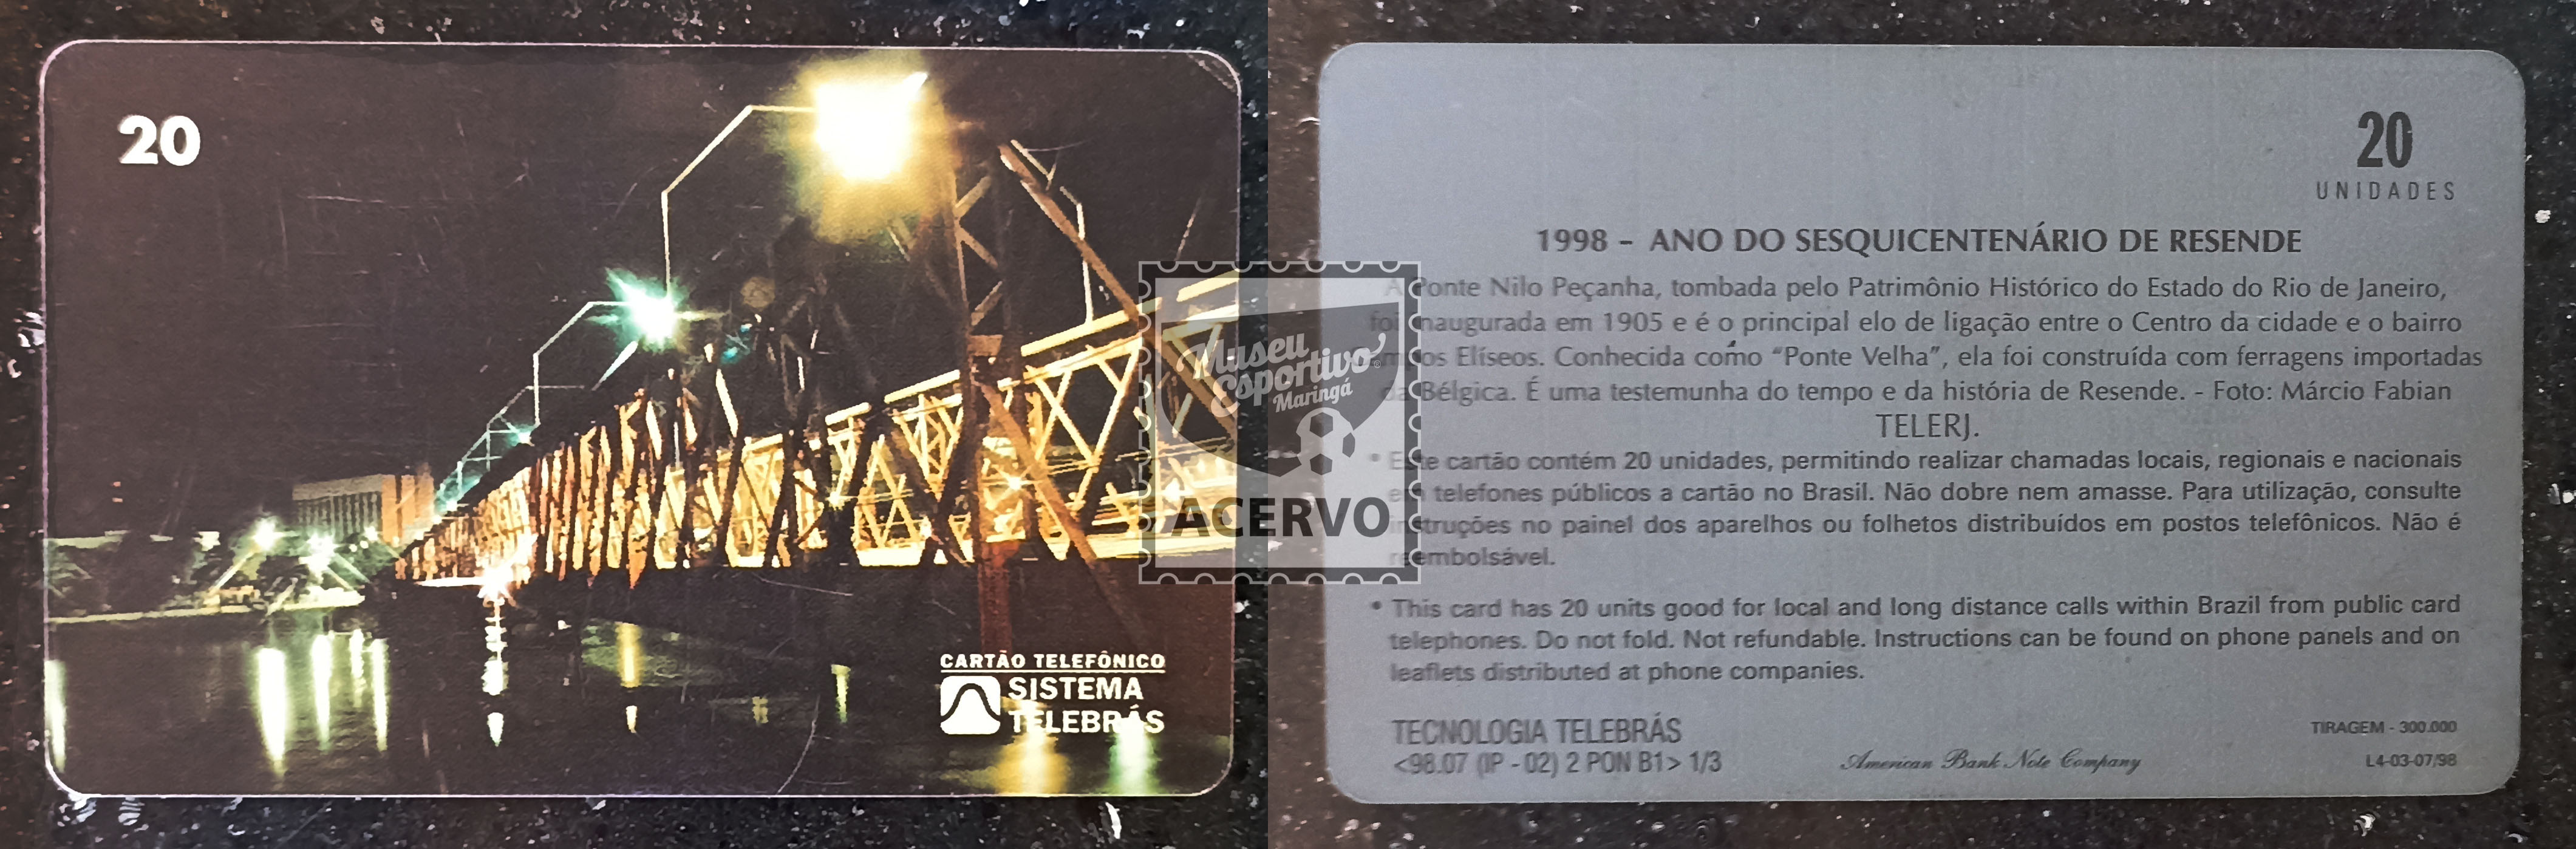 20
CARTÃO TELEFÔNICO
SISTEMA
TELEBRÁS
Museu
Esportivo
Maringá
ACERVO
20
UNIDADES
1998 - ANO DO SESQUICENTENÁRIO DE RESENDE
A Ponte Nilo Peçanha, tombada pelo Patrimônio Histórico do Estado do Rio de Janeiro,
foi inaugurada em 1905 e é o principal elo de ligação entre o Centro da cidade e o bairro
Elíseos. Conhecida como "Ponte Velha", ela foi construída com ferragens importadas
da Bélgica. É uma testemunha do tempo e da história de Resende. - Foto: Márcio Fabian
TELERJ.
• Este cartão contém 20 unidades, permitindo realizar chamadas locais, regionais e nacionais
em telefones públicos a cartão no Brasil. Não dobre nem amasse. Para utilização, consulte
instruções no painel dos aparelhos ou folhetos distribuídos em postos telefônicos. Não é
reembolsável.
• This card has 20 units good for local and long distance calls within Brazil from public card
telephones. Do not fold. Not refundable. Instructions can be found on phone panels and on
leaflets distributed at phone companies.
TECNOLOGIA TELEBRÁS
<98.07 (IP - 02) 2 PON B1> 1/3
American Bank Note Company
TIRAGEM - 300.000
L4-03-07/98